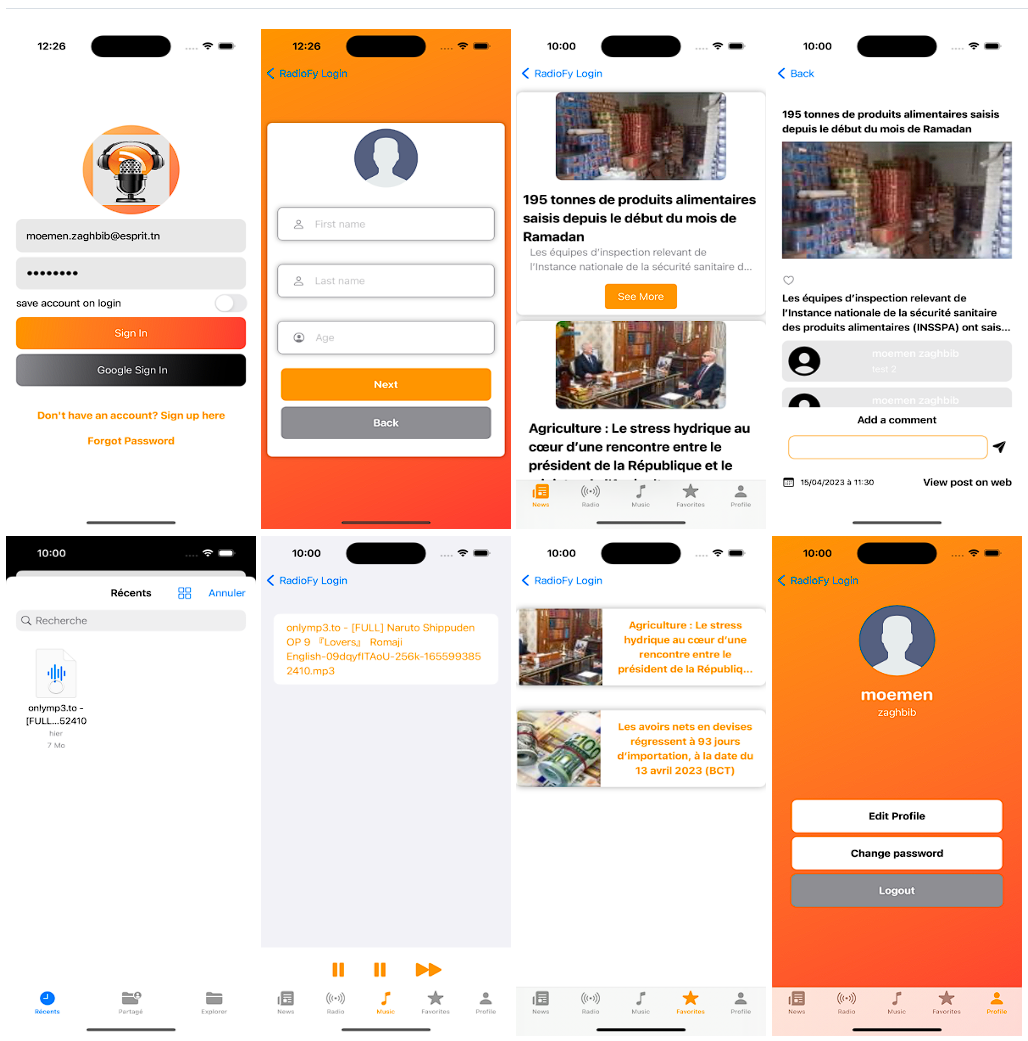 12:26
moemen.zaghbib@esprit.tn
save account on login
Sign In
Google Sign In
Don't have an account? Sign up here
Forgot Password
12:26
RadioFy Login
First name
Last name
Age
Next
Back
10:00
RadioFy Login
195 tonnes de produits alimentaires
saisis depuis le début du mois de
Ramadan
Les équipes d'inspection relevant de
l'Instance nationale de la sécurité sanitaire d...
See More
Agriculture : Le stress hydrique au
cœur d'une rencontre entre le
président de la République et le
News
Radio
Music
Favorites
Profile
10:00
Back
195 tonnes de produits alimentaires saisis
depuis le début du mois de Ramadan
Les équipes d'inspection relevant de
l'Instance nationale de la sécurité sanitaire
des produits alimentaires (INSSPA) ont sais...
moemen zaghbib
test 2
moemen zaghbib
Add a comment
15/04/2023 à 11:30
View post on web
10:00
Récents
Annuler
Recherche
onlymp3.to -
[FULL...52410
hier
7 Mo
Récents
Partagé
Explorer
10:00
RadioFy Login
onlymp3.to - [FULL] Naruto Shippuden
OP 9 『Lovers』 Romaji
English-09dqyfITAoU-256k-165599385
2410.mp3
News
Radio
Music
Favorites
Profile
10:00
RadioFy Login
Agriculture : Le stress
hydrique au cœur d'une
rencontre entre le
président de la Républiq...
Les avoirs nets en devises
régressent à 93 jours
d'importation, à la date du
13 avril 2023 (BCT)
News
Radio
Music
Favorites
Profile
10:00
RadioFy Login
moemen
zaghbib
Edit Profile
Change password
Logout
News
Radio
Music
Favorites
Profile